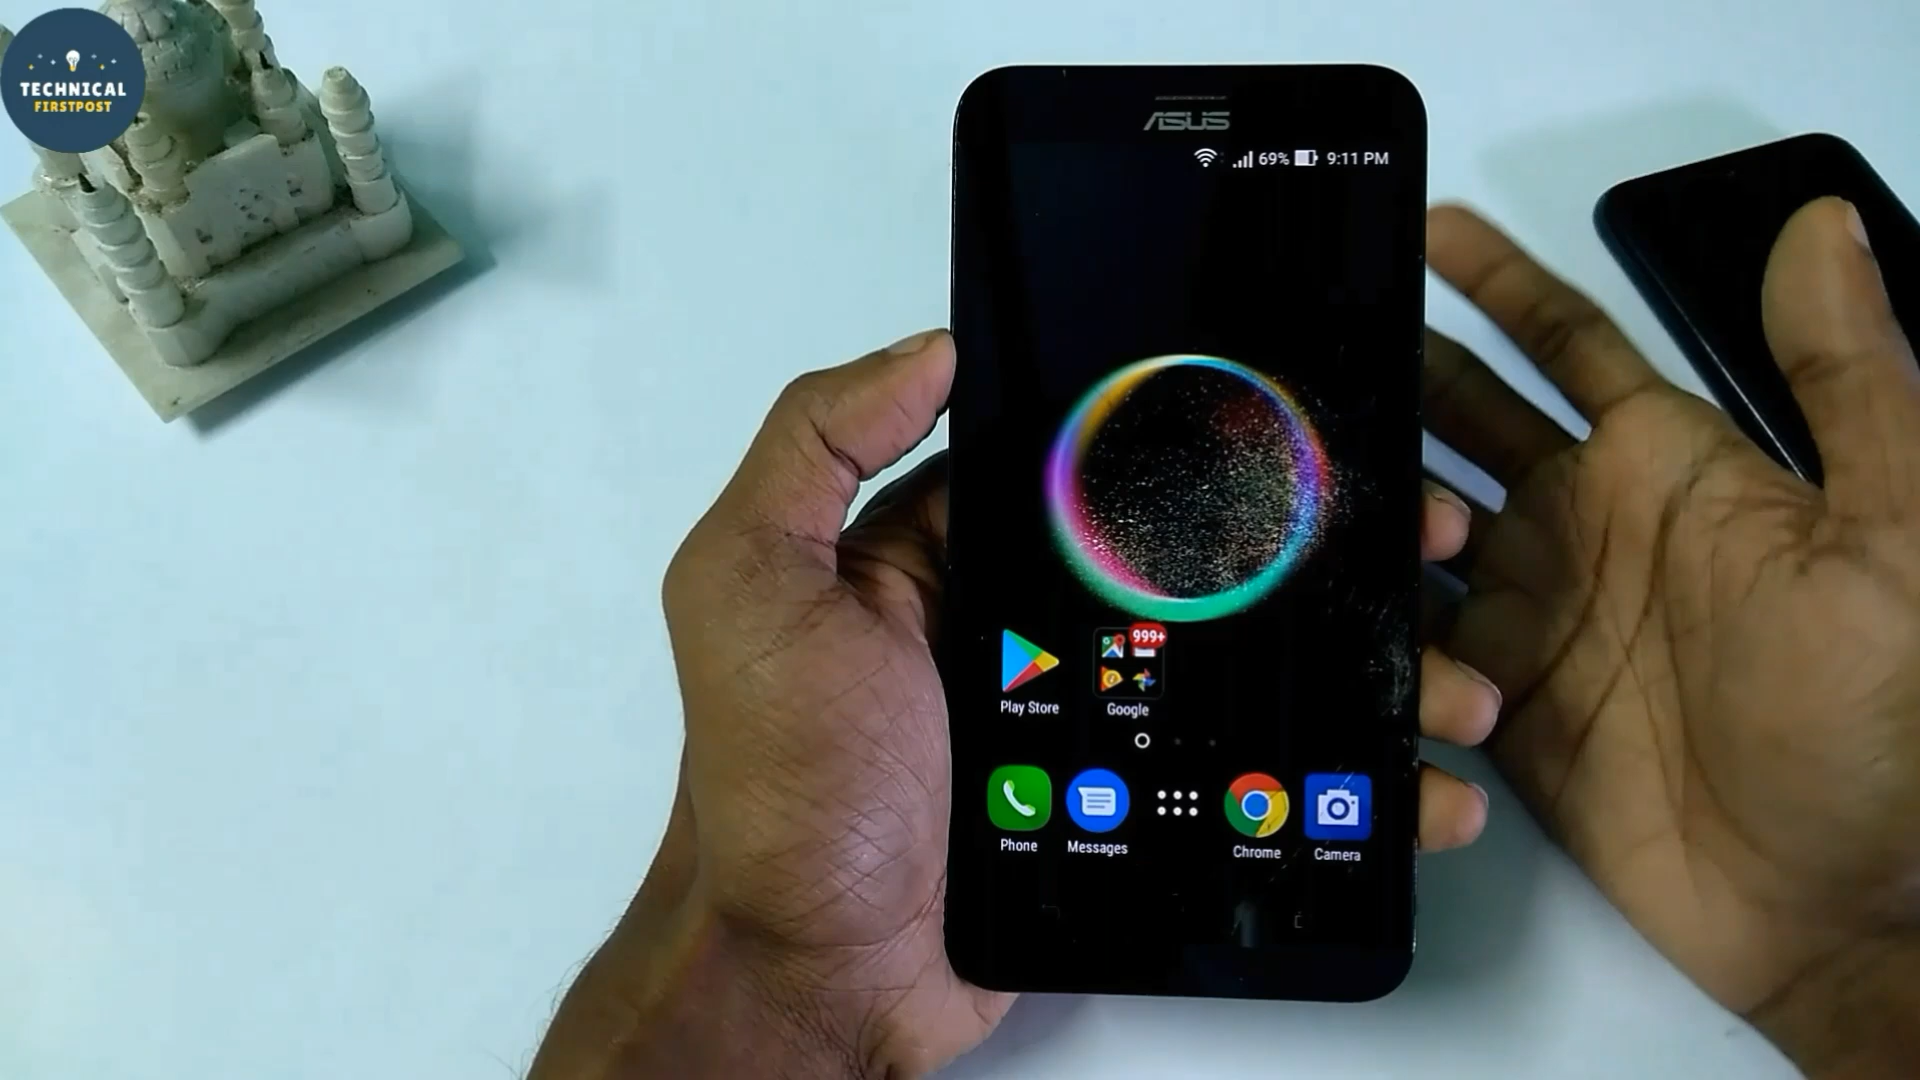 TECHNICAL
FIRSTPOST
ASUS
69% 9:11 PM
999+
Play Store
Google
Phone
Messages
Chrome
Camera